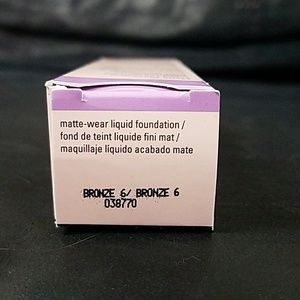 matte-wear liquid foundation /
fond de teint liquide fini mat /
maquillaje líquido acabado mate
BRONZE 6/ BRONZE 6
038770